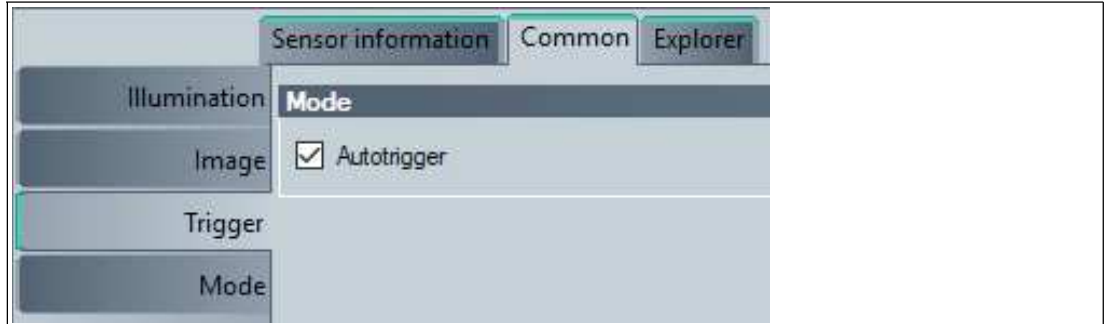 Sensor information Common Explorer
Illumination
Mode
Image
Autotrigger
Trigger
Mode